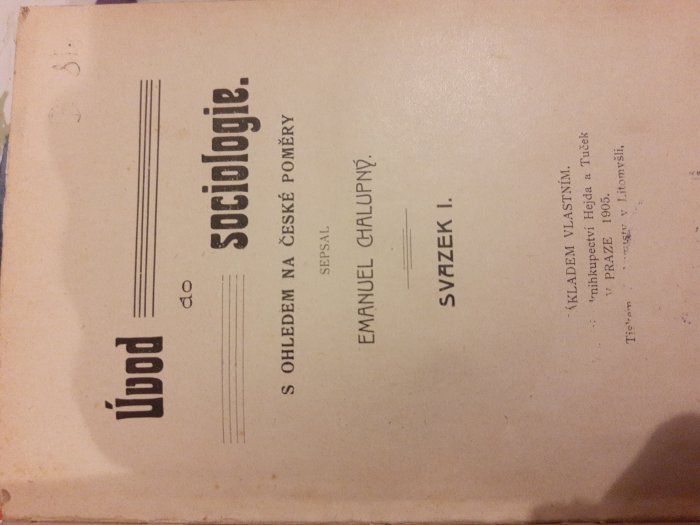 Úvod
do
sociologie.
S OHLEDEM NA ČESKÉ POMĚRY
SEPSAL
EMANUEL CHALUPNÝ.
SVAZEK I.
NÁKLADEM VLASTNÍM.
knihkupectví Hejda a Tuček
V PRAZE 1905.
Tiskem v Litomyšli,